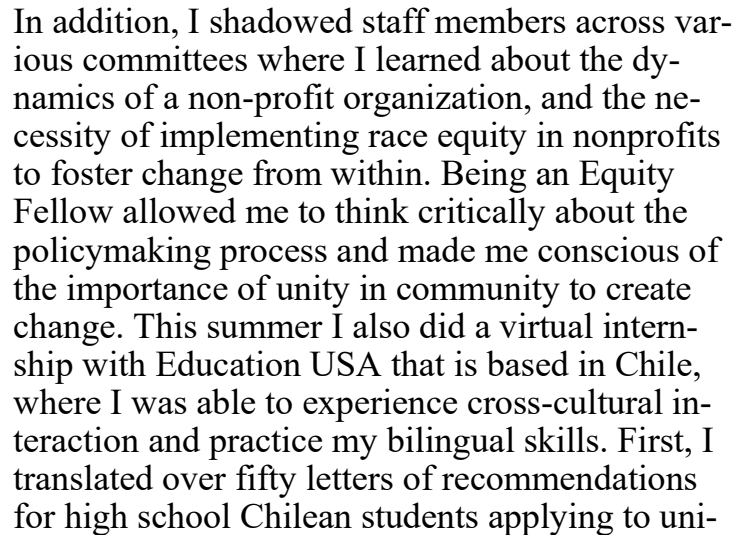 In addition, I shadowed staff members across var-
ious committees where I learned about the dy-
namics of a non-profit organization, and the ne-
cessity of implementing race equity in nonprofits
to foster change from within. Being an Equity
Fellow allowed me to think critically about the
policymaking process and made me conscious of
the importance of unity in community to create
change. This summer I also did a virtual intern-
ship with Education USA that is based in Chile,
where I was able to experience cross-cultural in-
teraction and practice my bilingual skills. First, I
translated over fifty letters of recommendations
for high school Chilean students applying to uni-